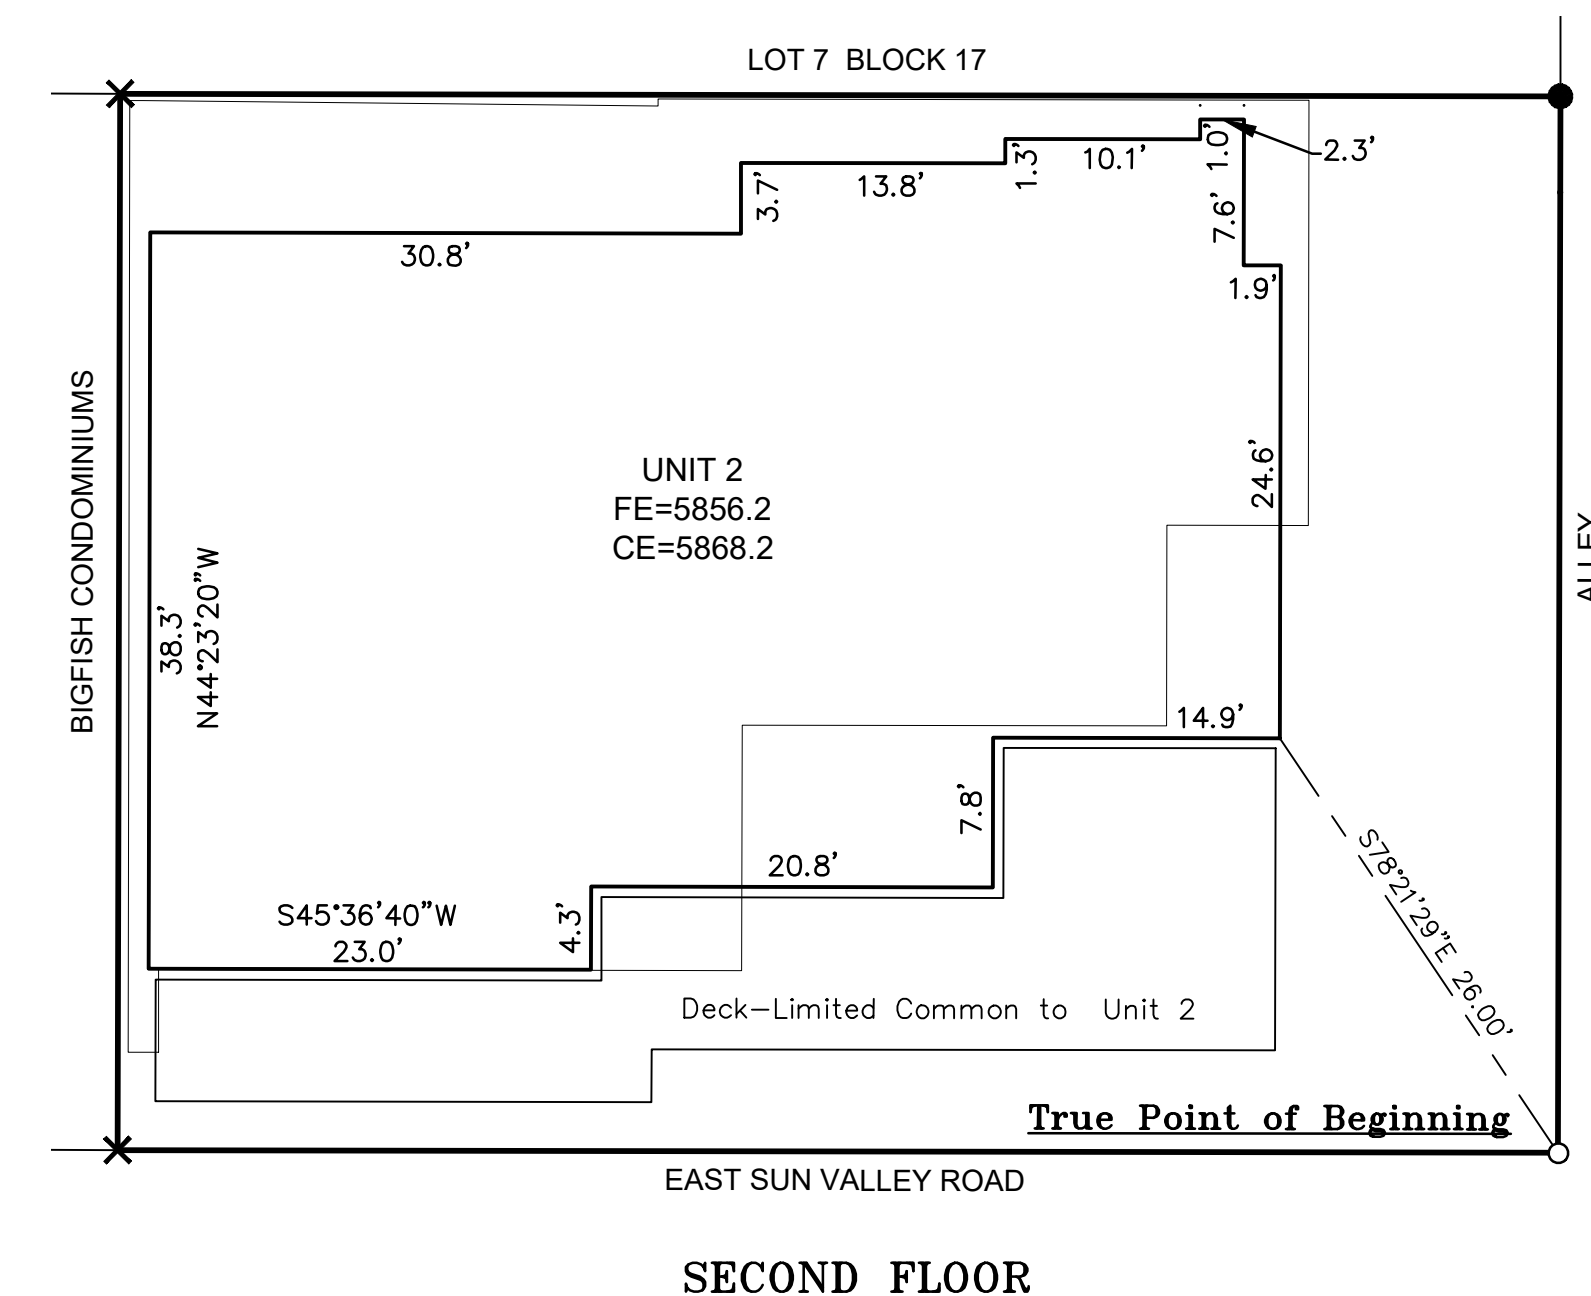 LOT 7 BLOCK 17
2.3'
1.0'
10.1'
1.3'
13.8'
3.7'
7.6'
30.8'
1.9'
BIGFISH CONDOMINIUMS
UNIT 2
FE=5856.2
CE=5868.2
24.6'
ALLEY
38.3'
N44°23'20"W
14.9'
7.8'
20.8'
S45°36'40"W
23.0'
4.3'
S78°21'29"E 26.00'
Deck-Limited Common to Unit 2
True Point of Beginning
EAST SUN VALLEY ROAD
SECOND FLOOR